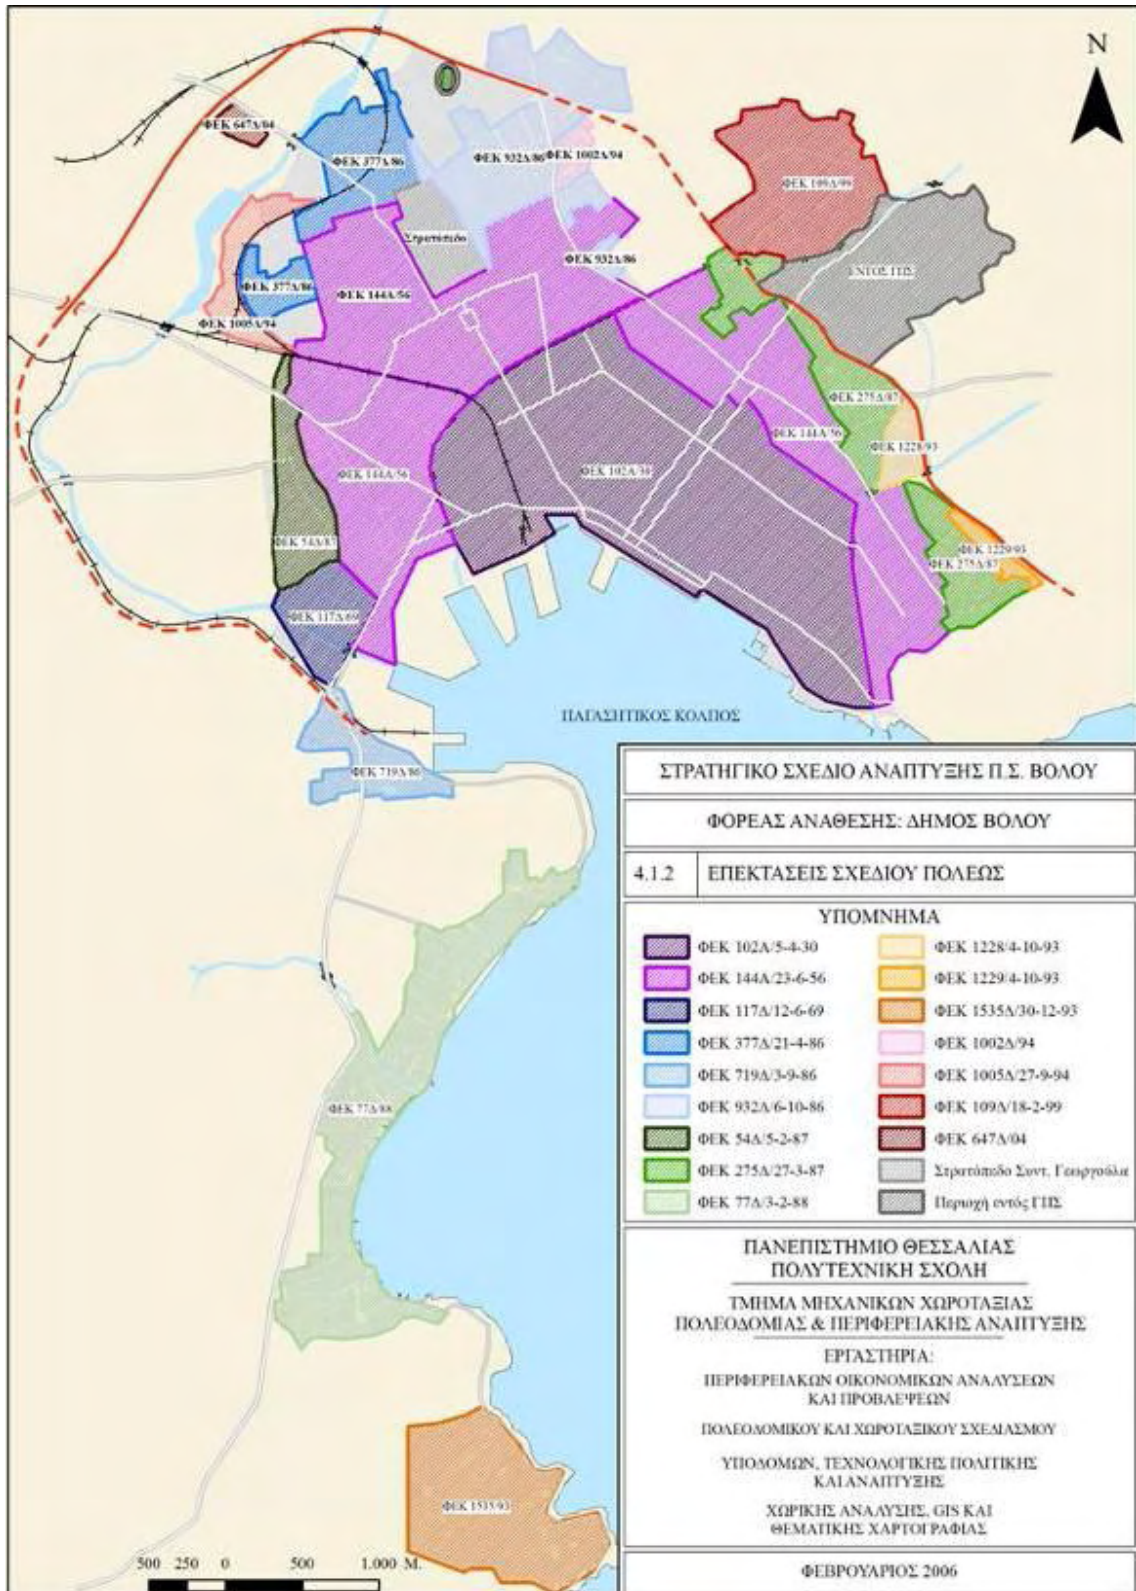 N
ΦΕΚ 647Δ/04
ΦΕΚ 377Δ/86
ΦΕΚ 932Δ/86
ΦΕΚ 1002Δ/94
ΦΕΚ 109Δ/99
Στρατόπεδο
ΦΕΚ 932Δ/86
ΕΝΤΟΣ ΓΠΣ
ΦΕΚ 377Δ/86
ΦΕΚ 144Α/56
ΦΕΚ 1005Δ/94
ΦΕΚ 275Δ/87
ΦΕΚ 144Α/56
ΦΕΚ 1228/93
ΦΕΚ 144Α/56
ΦΕΚ 102Α/30
ΦΕΚ 54Δ/87
ΦΕΚ 1229/93
ΦΕΚ 275Δ/87
ΦΕΚ 117Δ/69
ΠΑΓΑΣΗΤΙΚΟΣ ΚΟΛΠΟΣ
ΦΕΚ 719Δ/86
ΦΕΚ 77Δ/88
ΦΕΚ 1535/93
500 250 0 500 1.000 Μ.
ΣΤΡΑΤΗΓΙΚΟ ΣΧΕΔΙΟ ΑΝΑΠΤΥΞΗΣ Π.Σ. ΒΟΛΟΥ
ΦΟΡΕΑΣ ΑΝΑΘΕΣΗΣ: ΔΗΜΟΣ ΒΟΛΟΥ
4.1.2 ΕΠΕΚΤΑΣΕΙΣ ΣΧΕΔΙΟΥ ΠΟΛΕΩΣ
ΥΠΟΜΝΗΜΑ
ΦΕΚ 102Α/5-4-30
ΦΕΚ 144Α/23-6-56
ΦΕΚ 117Δ/12-6-69
ΦΕΚ 377Δ/21-4-86
ΦΕΚ 719Δ/3-9-86
ΦΕΚ 932Δ/6-10-86
ΦΕΚ 54Δ/5-2-87
ΦΕΚ 275Δ/27-3-87
ΦΕΚ 77Δ/3-2-88
ΦΕΚ 1228/4-10-93
ΦΕΚ 1229/4-10-93
ΦΕΚ 1535Δ/30-12-93
ΦΕΚ 1002Δ/94
ΦΕΚ 1005Δ/27-9-94
ΦΕΚ 109Δ/18-2-99
ΦΕΚ 647Δ/04
Στρατόπεδο Συντ. Γεωργούλα
Περιοχή εντός ΓΠΣ
ΠΑΝΕΠΙΣΤΗΜΙΟ ΘΕΣΣΑΛΙΑΣ
ΠΟΛΥΤΕΧΝΙΚΗ ΣΧΟΛΗ
ΤΜΗΜΑ ΜΗΧΑΝΙΚΩΝ ΧΩΡΟΤΑΞΙΑΣ
ΠΟΛΕΟΔΟΜΙΑΣ & ΠΕΡΙΦΕΡΕΙΑΚΗΣ ΑΝΑΠΤΥΞΗΣ
ΕΡΓΑΣΤΗΡΙΑ:
ΠΕΡΙΦΕΡΕΙΑΚΩΝ ΟΙΚΟΝΟΜΙΚΩΝ ΑΝΑΛΥΣΕΩΝ
ΚΑΙ ΠΡΟΒΛΕΨΕΩΝ
ΠΟΛΕΟΔΟΜΙΚΟΥ ΚΑΙ ΧΩΡΟΤΑΞΙΚΟΥ ΣΧΕΔΙΑΣΜΟΥ
ΥΠΟΔΟΜΩΝ, ΤΕΧΝΟΛΟΓΙΚΗΣ ΠΟΛΙΤΙΚΗΣ
ΚΑΙ ΑΝΑΠΤΥΞΗΣ
ΧΩΡΙΚΗΣ ΑΝΑΛΥΣΗΣ, GIS ΚΑΙ
ΘΕΜΑΤΙΚΗΣ ΧΑΡΤΟΓΡΑΦΙΑΣ
ΦΕΒΡΟΥΑΡΙΟΣ 2006